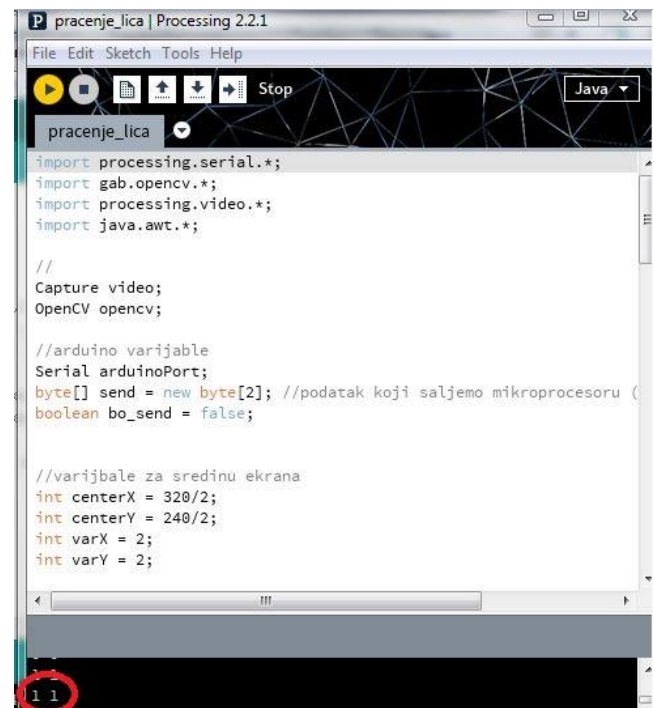 pracenje_lica | Processing 2.2.1
File Edit Sketch Tools Help
Stop
Java
pracenje_lica
import processing.serial.*;
import gab.opencv.*;
import processing.video.*;
import java.awt.*;
//
Capture video;
OpenCV opencv;
//arduino varijable
Serial arduinoPort;
byte[] send = new byte[2]; //podatak koji saljemo mikroprocesoru (
boolean bo_send = false;
//varijbale za sredinu ekrana
int centerX = 320/2;
int centerY = 240/2;
int varX = 2;
int varY = 2;
1 1